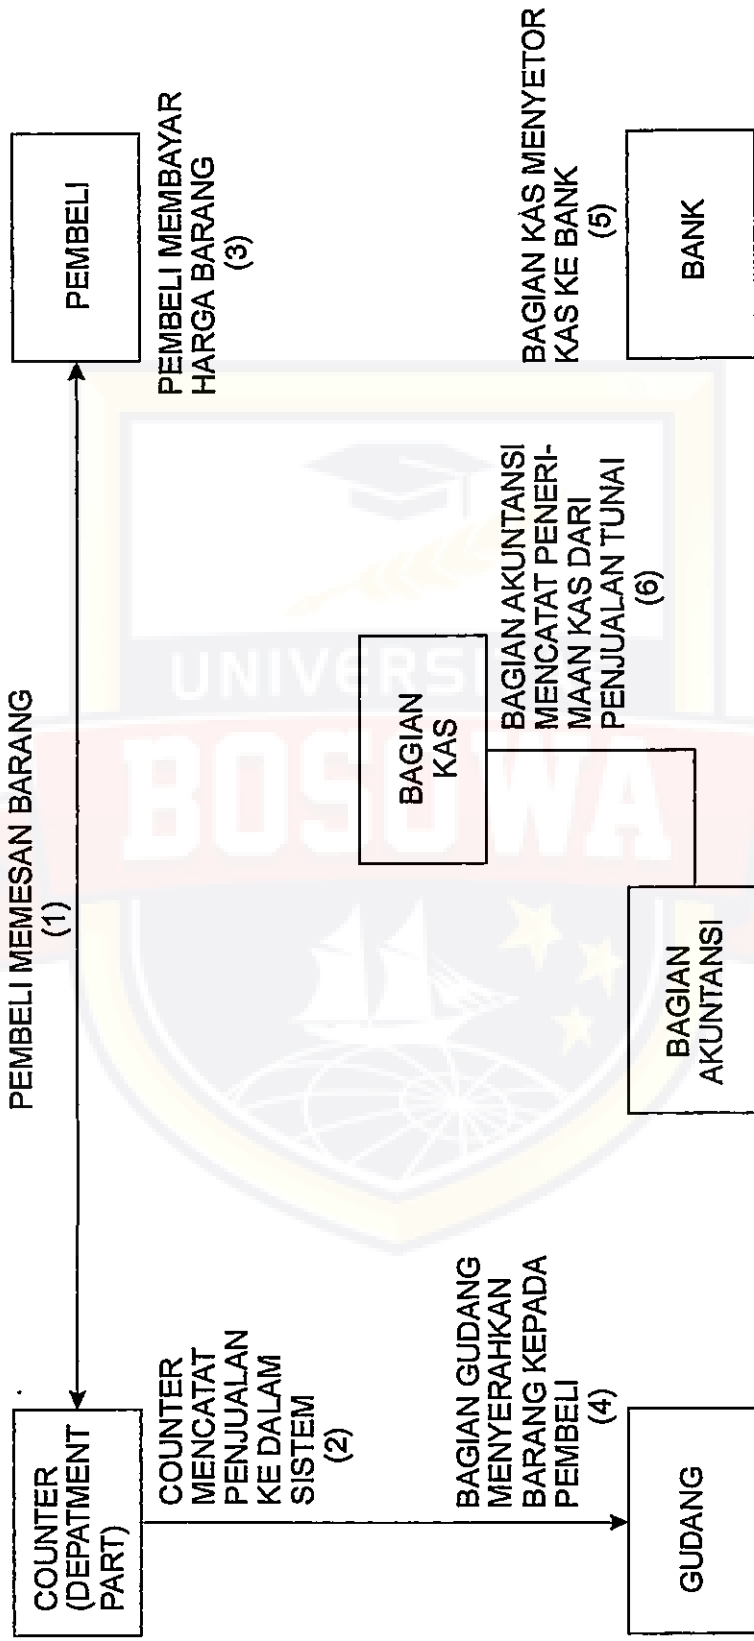 PEMBELI MEMESAN BARANG
(1)
COUNTER
(DEPATMENT
PART)
PEMBELI
COUNTER
MENCATAT
PENJUALAN
KE DALAM
SISTEM
(2)
PEMBELI MEMBAYAR
HARGA BARANG
(3)
BAGIAN
KAS
BAGIAN GUDANG
MENYERAHKAN
BARANG KEPADA
PEMBELI
(4)
BAGIAN AKUNTANSI
MENCATAT PENERI-
MAAN KAS DARI
PENJUALAN TUNAI
(6)
BAGIAN KAS MENYETOR
KAS KE BANK
(5)
GUDANG
BAGIAN
AKUNTANSI
BANK
UNIVERSI
BOSOWA